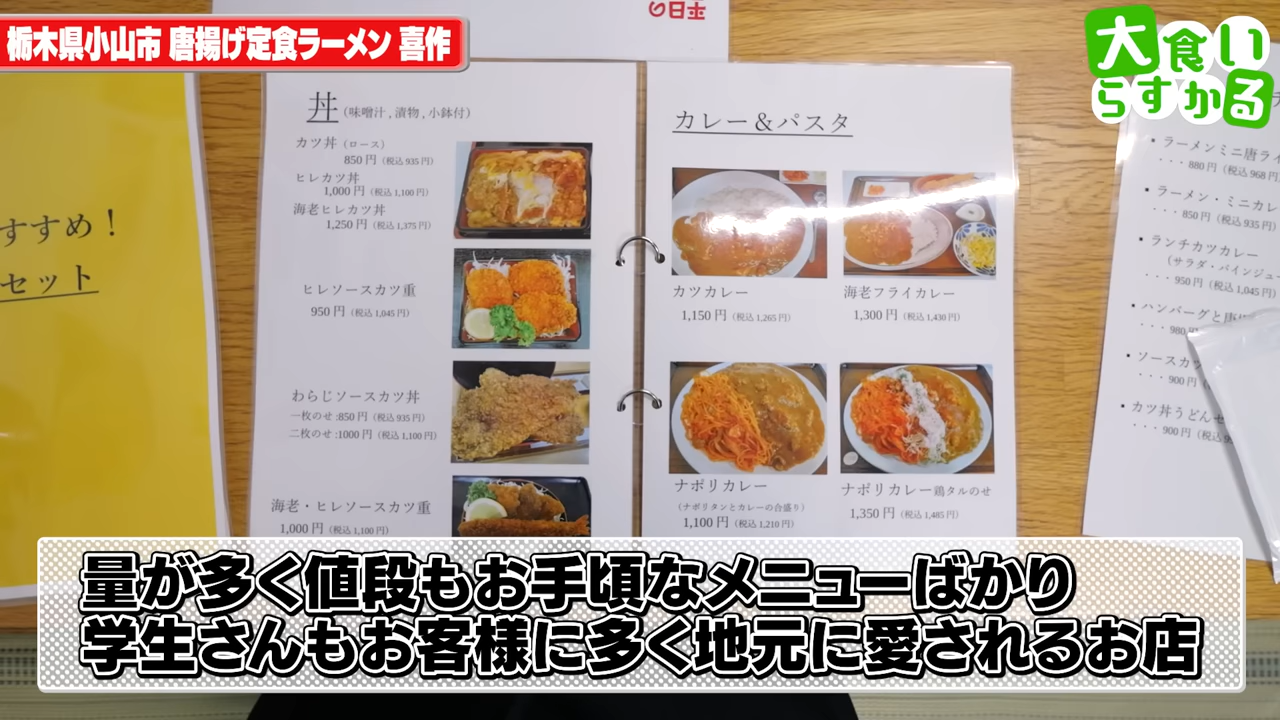 栃木県小山市 唐揚げ定食ラーメン 喜作
大食い
らすかる
平日の
すすめ！
セット
丼（味噌汁,漬物,小鉢付）
カツ丼（ロース）
850円（税込935円）
ヒレカツ丼
1,000円（税込1,100円）
海老ヒレカツ丼
1,250円（税込1,375円）
ヒレソースカツ重
950円（税込1,045円）
わらじソースカツ丼
一枚のせ:850円（税込935円）
二枚のせ:1000円（税込1,100円）
海老・ヒレソースカツ重
1,000円（税込1,100円）
カレー＆パスタ
カツカレー
1,150円（税込1,265円）
海老フライカレー
1,300円（税込1,430円）
ナポリカレー
（ナポリタンとカレーの合盛り）
1,100円（税込1,210円）
ナポリカレー鶏タルのせ
1,350円（税込1,485円）
・ラーメンミニ唐ライ
・・・880円（税込968円）
・ラーメン・ミニカレ
・・・850円（税込935円）
・ランチカツカレー
（サラダ・パインジュ
・・・950円（税込1,045円）
・ハンバーグと唐
・・・980
・ソースカツ
・・・900円（
・カツ丼うどんセ
・・・900円（税込9
量が多く値段もお手頃なメニューばかり
学生さんもお客様に多く地元に愛されるお店